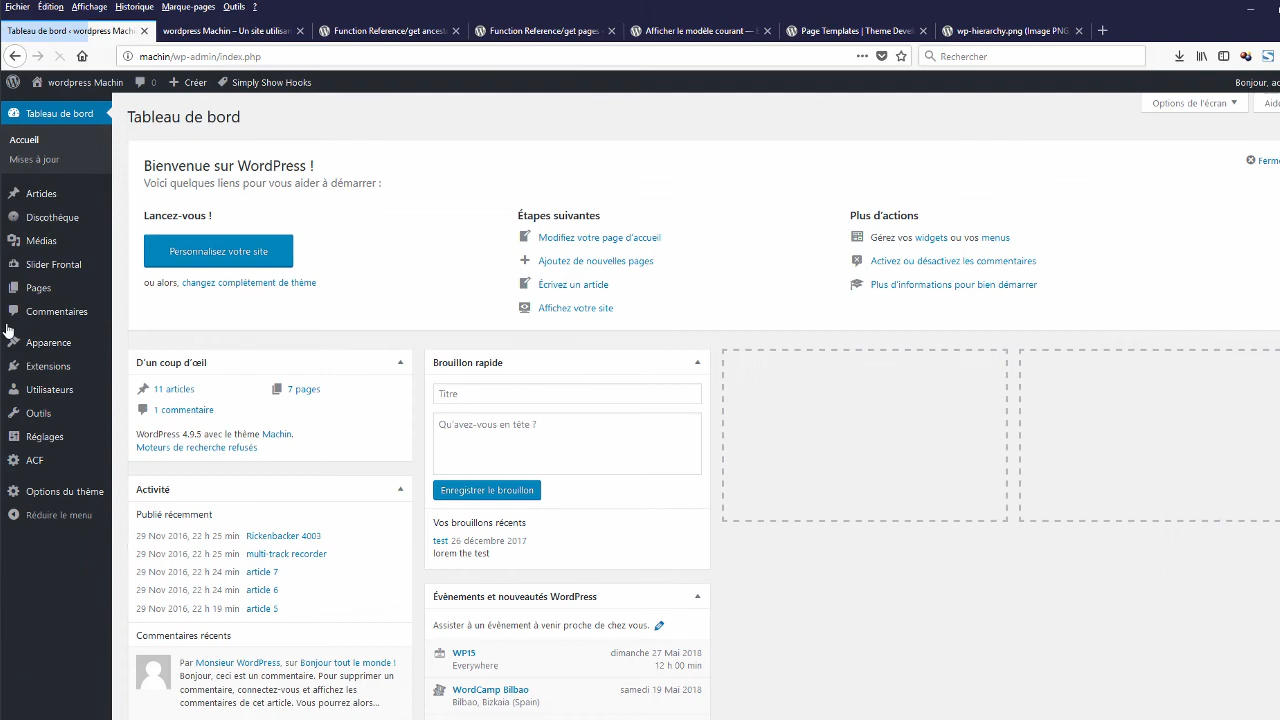 Fichier Édition Affichage Historique Marque-pages Outils ?
Tableau de bord ‹ wordpress Machi
wordpress Machin – Un site utilisan
Function Reference/get ancest
Function Reference/get pages
Afficher le modèle courant —
Page Templates | Theme Devel
wp-hierarchy.png (Image PNG,
machin/wp-admin/index.php
Rechercher
wordpress Machin 0 Créer Simply Show Hooks
Bonjour, ad
Tableau de bord
Accueil
Mises à jour
Articles
Discothèque
Médias
Slider Frontal
Pages
Commentaires
Apparence
Extensions
Utilisateurs
Outils
Réglages
ACF
Options du thème
Réduire le menu
Options de l'écran
Aide
Tableau de bord
Bienvenue sur WordPress !
Voici quelques liens pour vous aider à démarrer :
Ferme
Lancez-vous !
Personnalisez votre site
ou alors, changez complètement de thème
Étapes suivantes
Modifiez votre page d'accueil
Ajoutez de nouvelles pages
Écrivez un article
Affichez votre site
Plus d'actions
Gérez vos widgets ou vos menus
Activez ou désactivez les commentaires
Plus d'informations pour bien démarrer
D'un coup d'œil
11 articles
7 pages
1 commentaire
WordPress 4.9.5 avec le thème Machin.
Moteurs de recherche refusés
Activité
Publié récemment
29 Nov 2016, 22 h 25 min Rickenbacker 4003
29 Nov 2016, 22 h 25 min multi-track recorder
29 Nov 2016, 22 h 24 min article 7
29 Nov 2016, 22 h 24 min article 6
29 Nov 2016, 22 h 19 min article 5
Commentaires récents
Par Monsieur WordPress, sur Bonjour tout le monde !
Bonjour, ceci est un commentaire. Pour supprimer un
commentaire, connectez-vous et affichez les
commentaires de cet article. Vous pourrez alors…
Brouillon rapide
Titre
Qu'avez-vous en tête ?
Enregistrer le brouillon
Vos brouillons récents
test 26 décembre 2017
lorem the test
Évènements et nouveautés WordPress
Assister à un évènement à venir proche de chez vous.
WP15
dimanche 27 Mai 2018
Everywhere
12 h 00 min
WordCamp Bilbao
samedi 19 Mai 2018
Bilbao, Bizkaia (Spain)